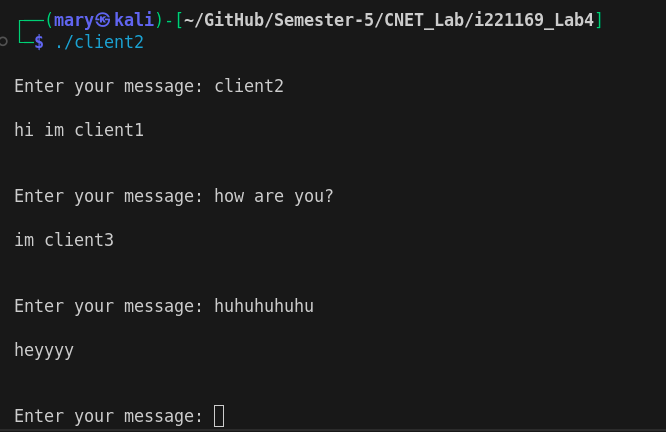 ┌──(mary㉿kali)-[~/GitHub/Semester-5/CNET_Lab/i221169_Lab4]
└─$ ./client2
Enter your message: client2
hi im client1
Enter your message: how are you?
im client3
Enter your message: huhuhuhuhu
heyyyy
Enter your message: